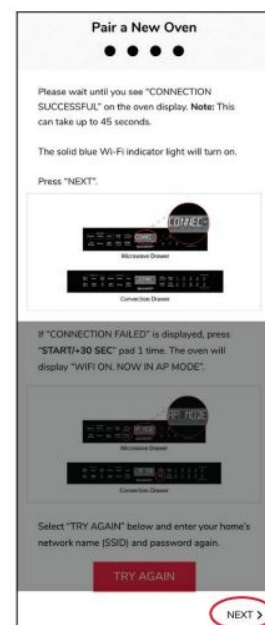 Pair a New Oven
Please wait until you see "CONNECTION
SUCCESSFUL" on the oven display. Note: This
can take up to 45 seconds.
The solid blue Wi-Fi indicator light will turn on.
Press "NEXT".
CONNEC-
Microwave Drawer
Convection Drawer
If "CONNECTION FAILED" is displayed, press
"START/+30 SEC" pad 1 time. The oven will
display "WIFI ON. NOW IN AP MODE".
AP MODE
Microwave Drawer
Convection Drawer
Select "TRY AGAIN" below and enter your home's
network name (SSID) and password again.
TRY AGAIN
NEXT >